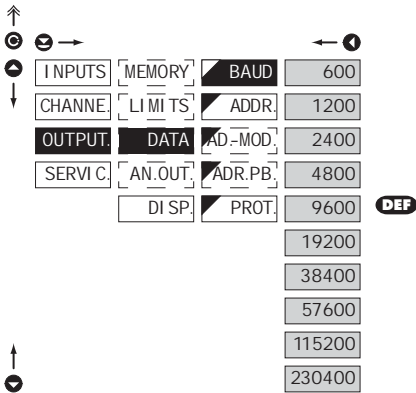 INPUTS MEMORY BAUD 600
CHANNE. LIMITS ADDR. 1200
OUTPUT. DATA AD.-MOD. 2400
SERVIC. AN.OUT. ADR.PB. 4800
DISP. PROT. 9600 DEF
19200
38400
57600
115200
230400